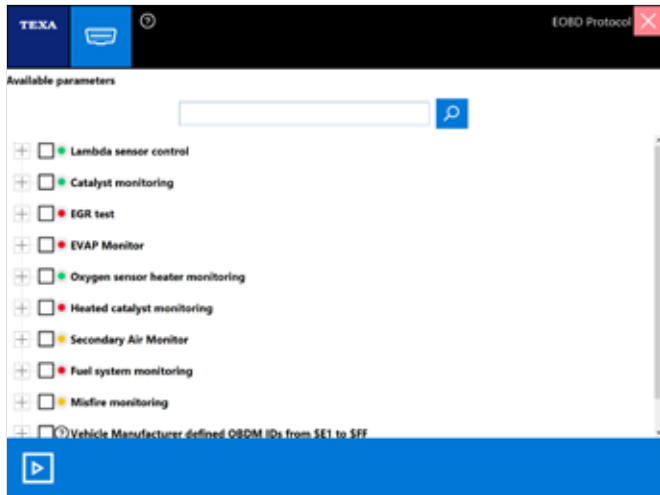 TEXA
EOBD Protocol
Available parameters
Lambda sensor control
Catalyst monitoring
EGR test
EVAP Monitor
Oxygen sensor heater monitoring
Heated catalyst monitoring
Secondary Air Monitor
Fuel system monitoring
Misfire monitoring
Vehicle Manufacturer defined OBDM IDs from $E1 to $FF